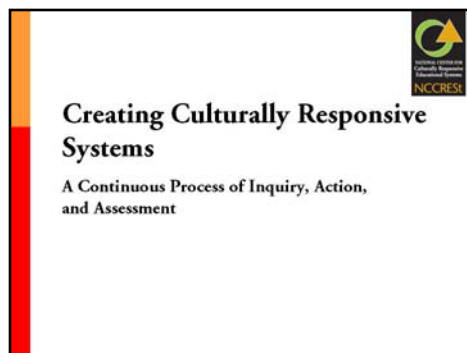 NATIONAL CENTER FOR
Culturally Responsive
Educational Systems
NCCRESt
Creating Culturally Responsive
Systems
A Continuous Process of Inquiry, Action,
and Assessment